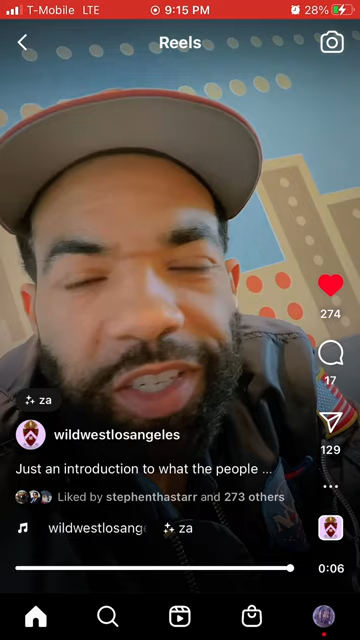 T-Mobile LTE 9:15 PM 28%
Reels
274
17
za
wildwestlosangeles
129
Just an introduction to what the people ...
Liked by stephenthastarr and 273 others
wildwestlosang za
0:06